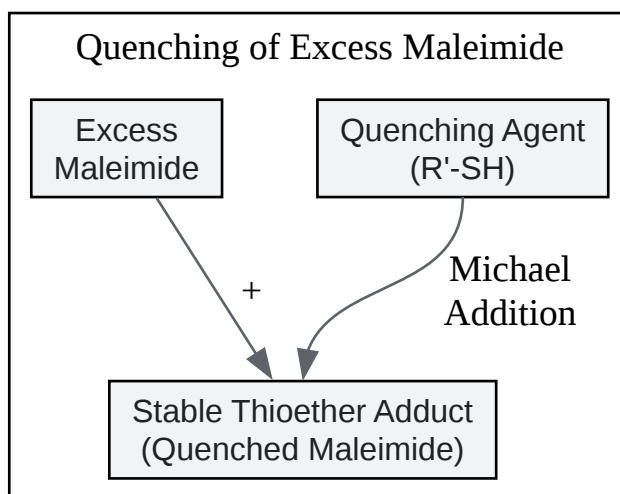 Quenching of Excess Maleimide
Excess
Maleimide
Quenching Agent
(R'-SH)
+
Michael
Addition
Stable Thioether Adduct
(Quenched Maleimide)